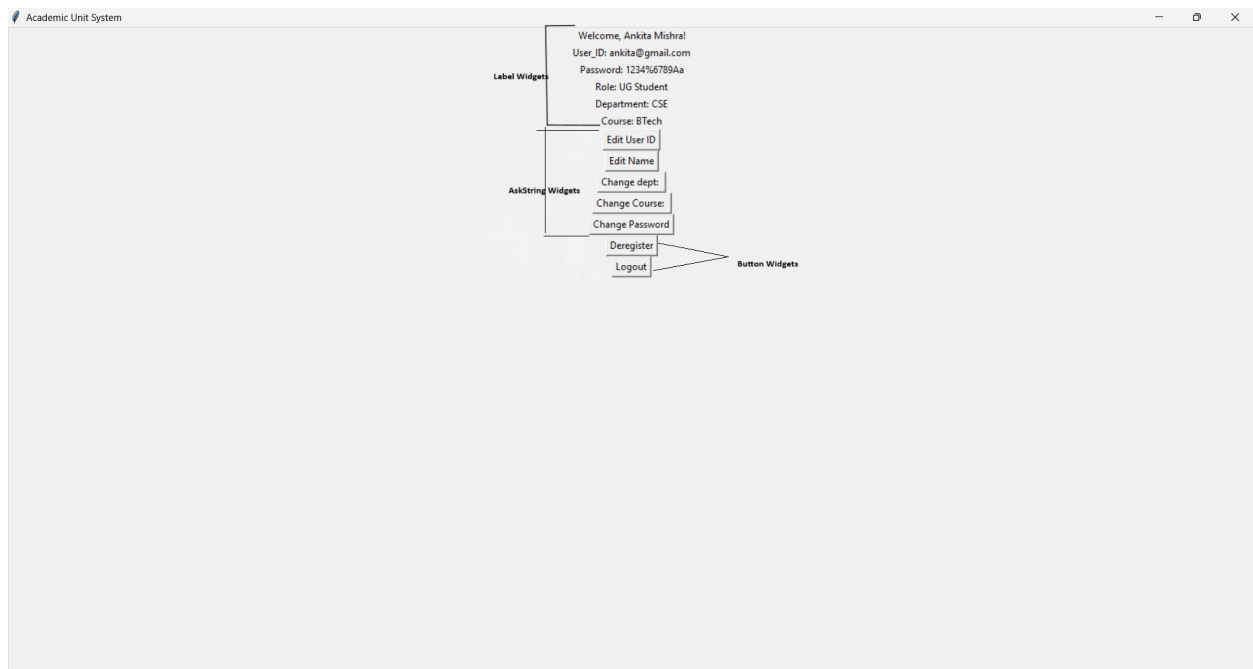 Academic Unit System
Welcome, Ankita Mishra!
User_ID: ankita@gmail.com
Label Widgets
Password: 1234%6789Aa
Role: UG Student
Department: CSE
Course: BTech
Edit User ID
Edit Name
Change dept:
AskString Widgets
Change Course:
Change Password
Deregister
Button Widgets
Logout